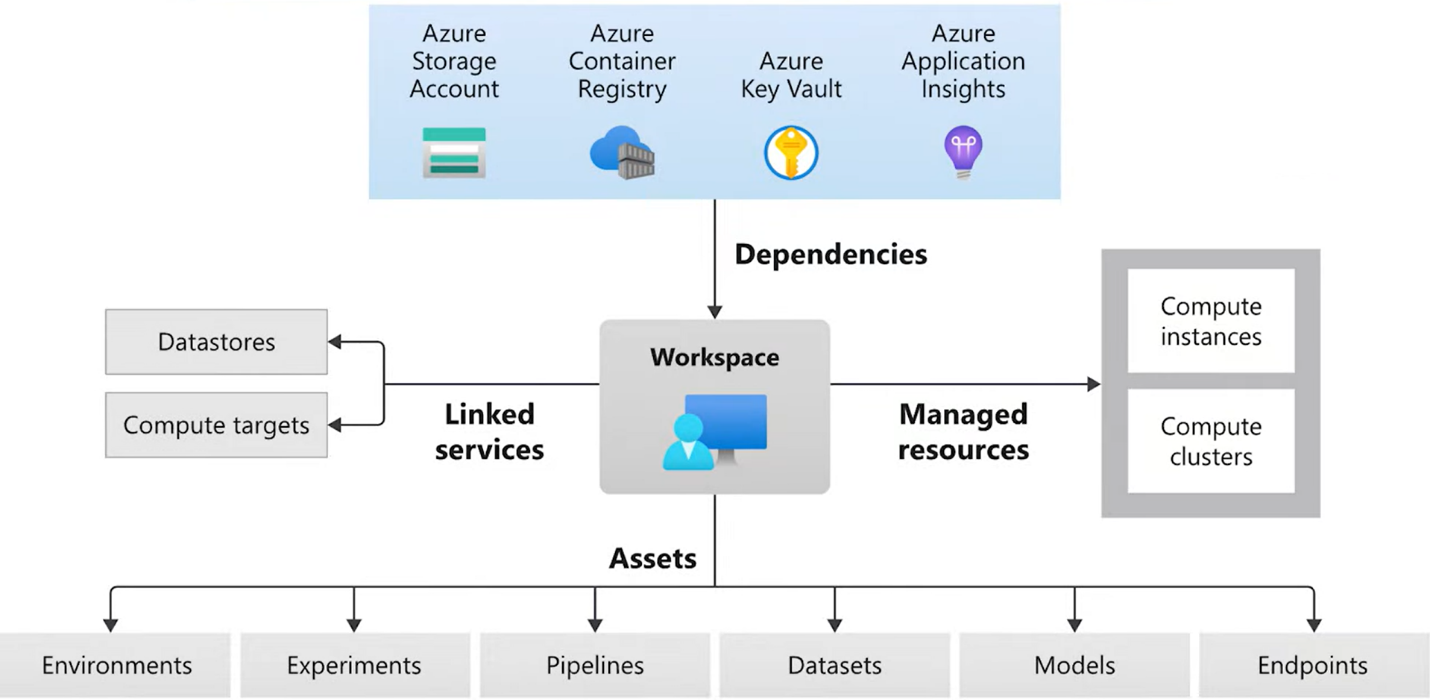 Azure
Storage
Account
Azure
Container
Registry
Azure
Key Vault
Azure
Application
Insights
Dependencies
Datastores
Compute targets
Linked
services
Workspace
Managed
resources
Compute
instances
Compute
clusters
Assets
Environments
Experiments
Pipelines
Datasets
Models
Endpoints